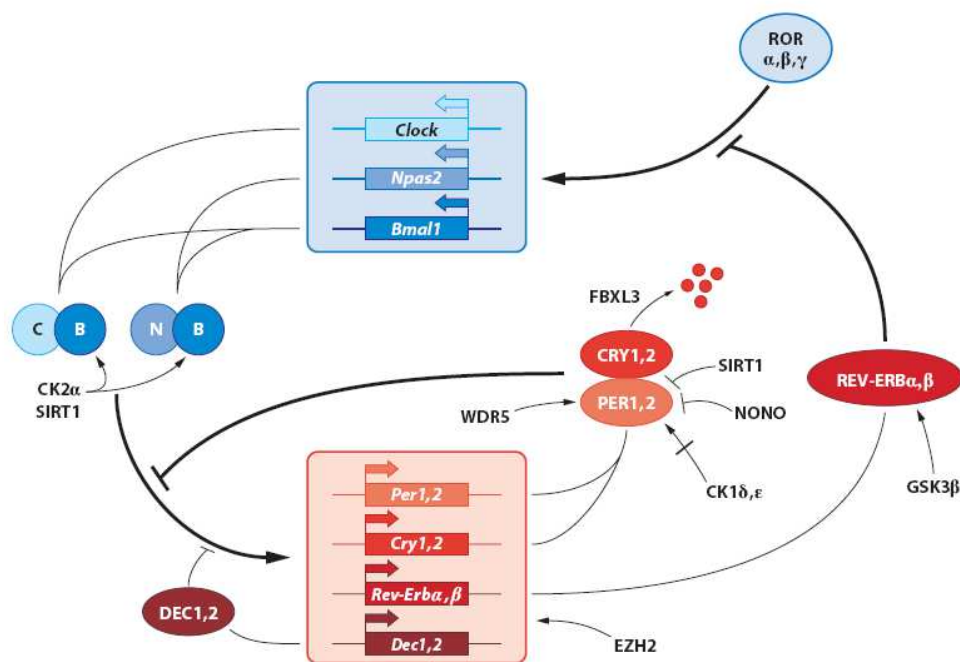 ROR
α,β,γ
Clock
Npas2
Bmal1
FBXL3
C B
N B
CRY1,2
SIRT1
REV-ERBα,β
CK2α
SIRT1
PER1,2
WDR5
NONO
CK1δ,ε
GSK3β
Per1,2
Cry1,2
Rev-Erbα,β
DEC1,2
Dec1,2
EZH2